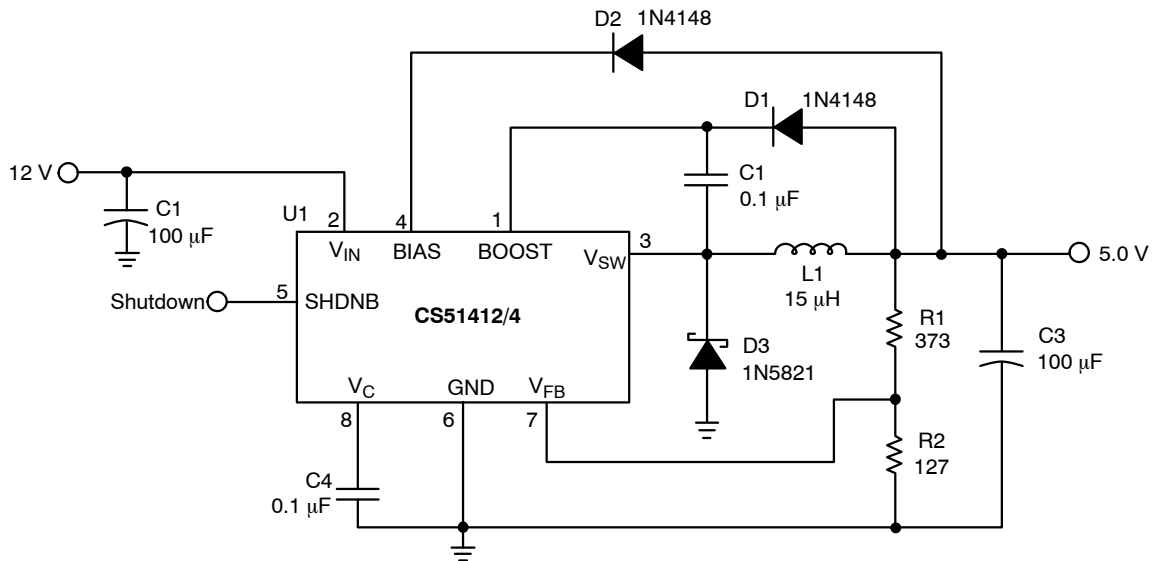 D2 1N4148
D1 1N4148
12 V
C1
100 μF
C1
0.1 μF
U1
2
4
1
3
V_IN
BIAS
BOOST
V_SW
5.0 V
L1
15 μH
Shutdown
5
SHDNB
CS51412/4
R1
373
D3
1N5821
C3
100 μF
V_C
GND
V_FB
8
6
7
R2
127
C4
0.1 μF